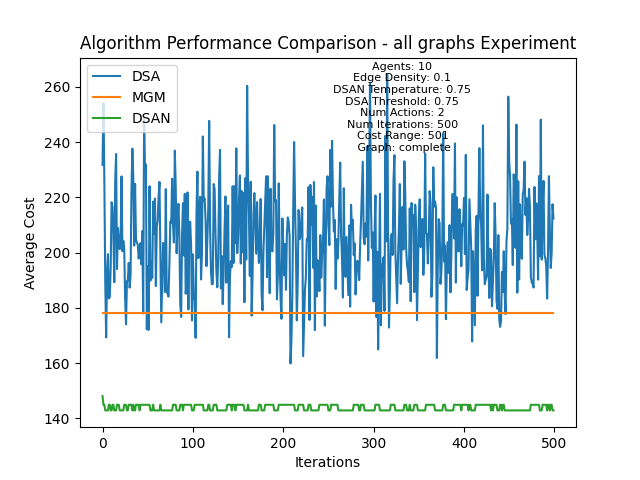 Algorithm Performance Comparison - all graphs Experiment
DSA
MGM
DSAN
Agents: 10
Edge Density: 0.1
DSAN Temperature: 0.75
DSA Threshold: 0.75
Num Actions: 2
Num Iterations: 500
Cost Range: 501
Graph: complete
Average Cost
260
240
220
200
180
160
140
0
100
200
300
400
500
Iterations